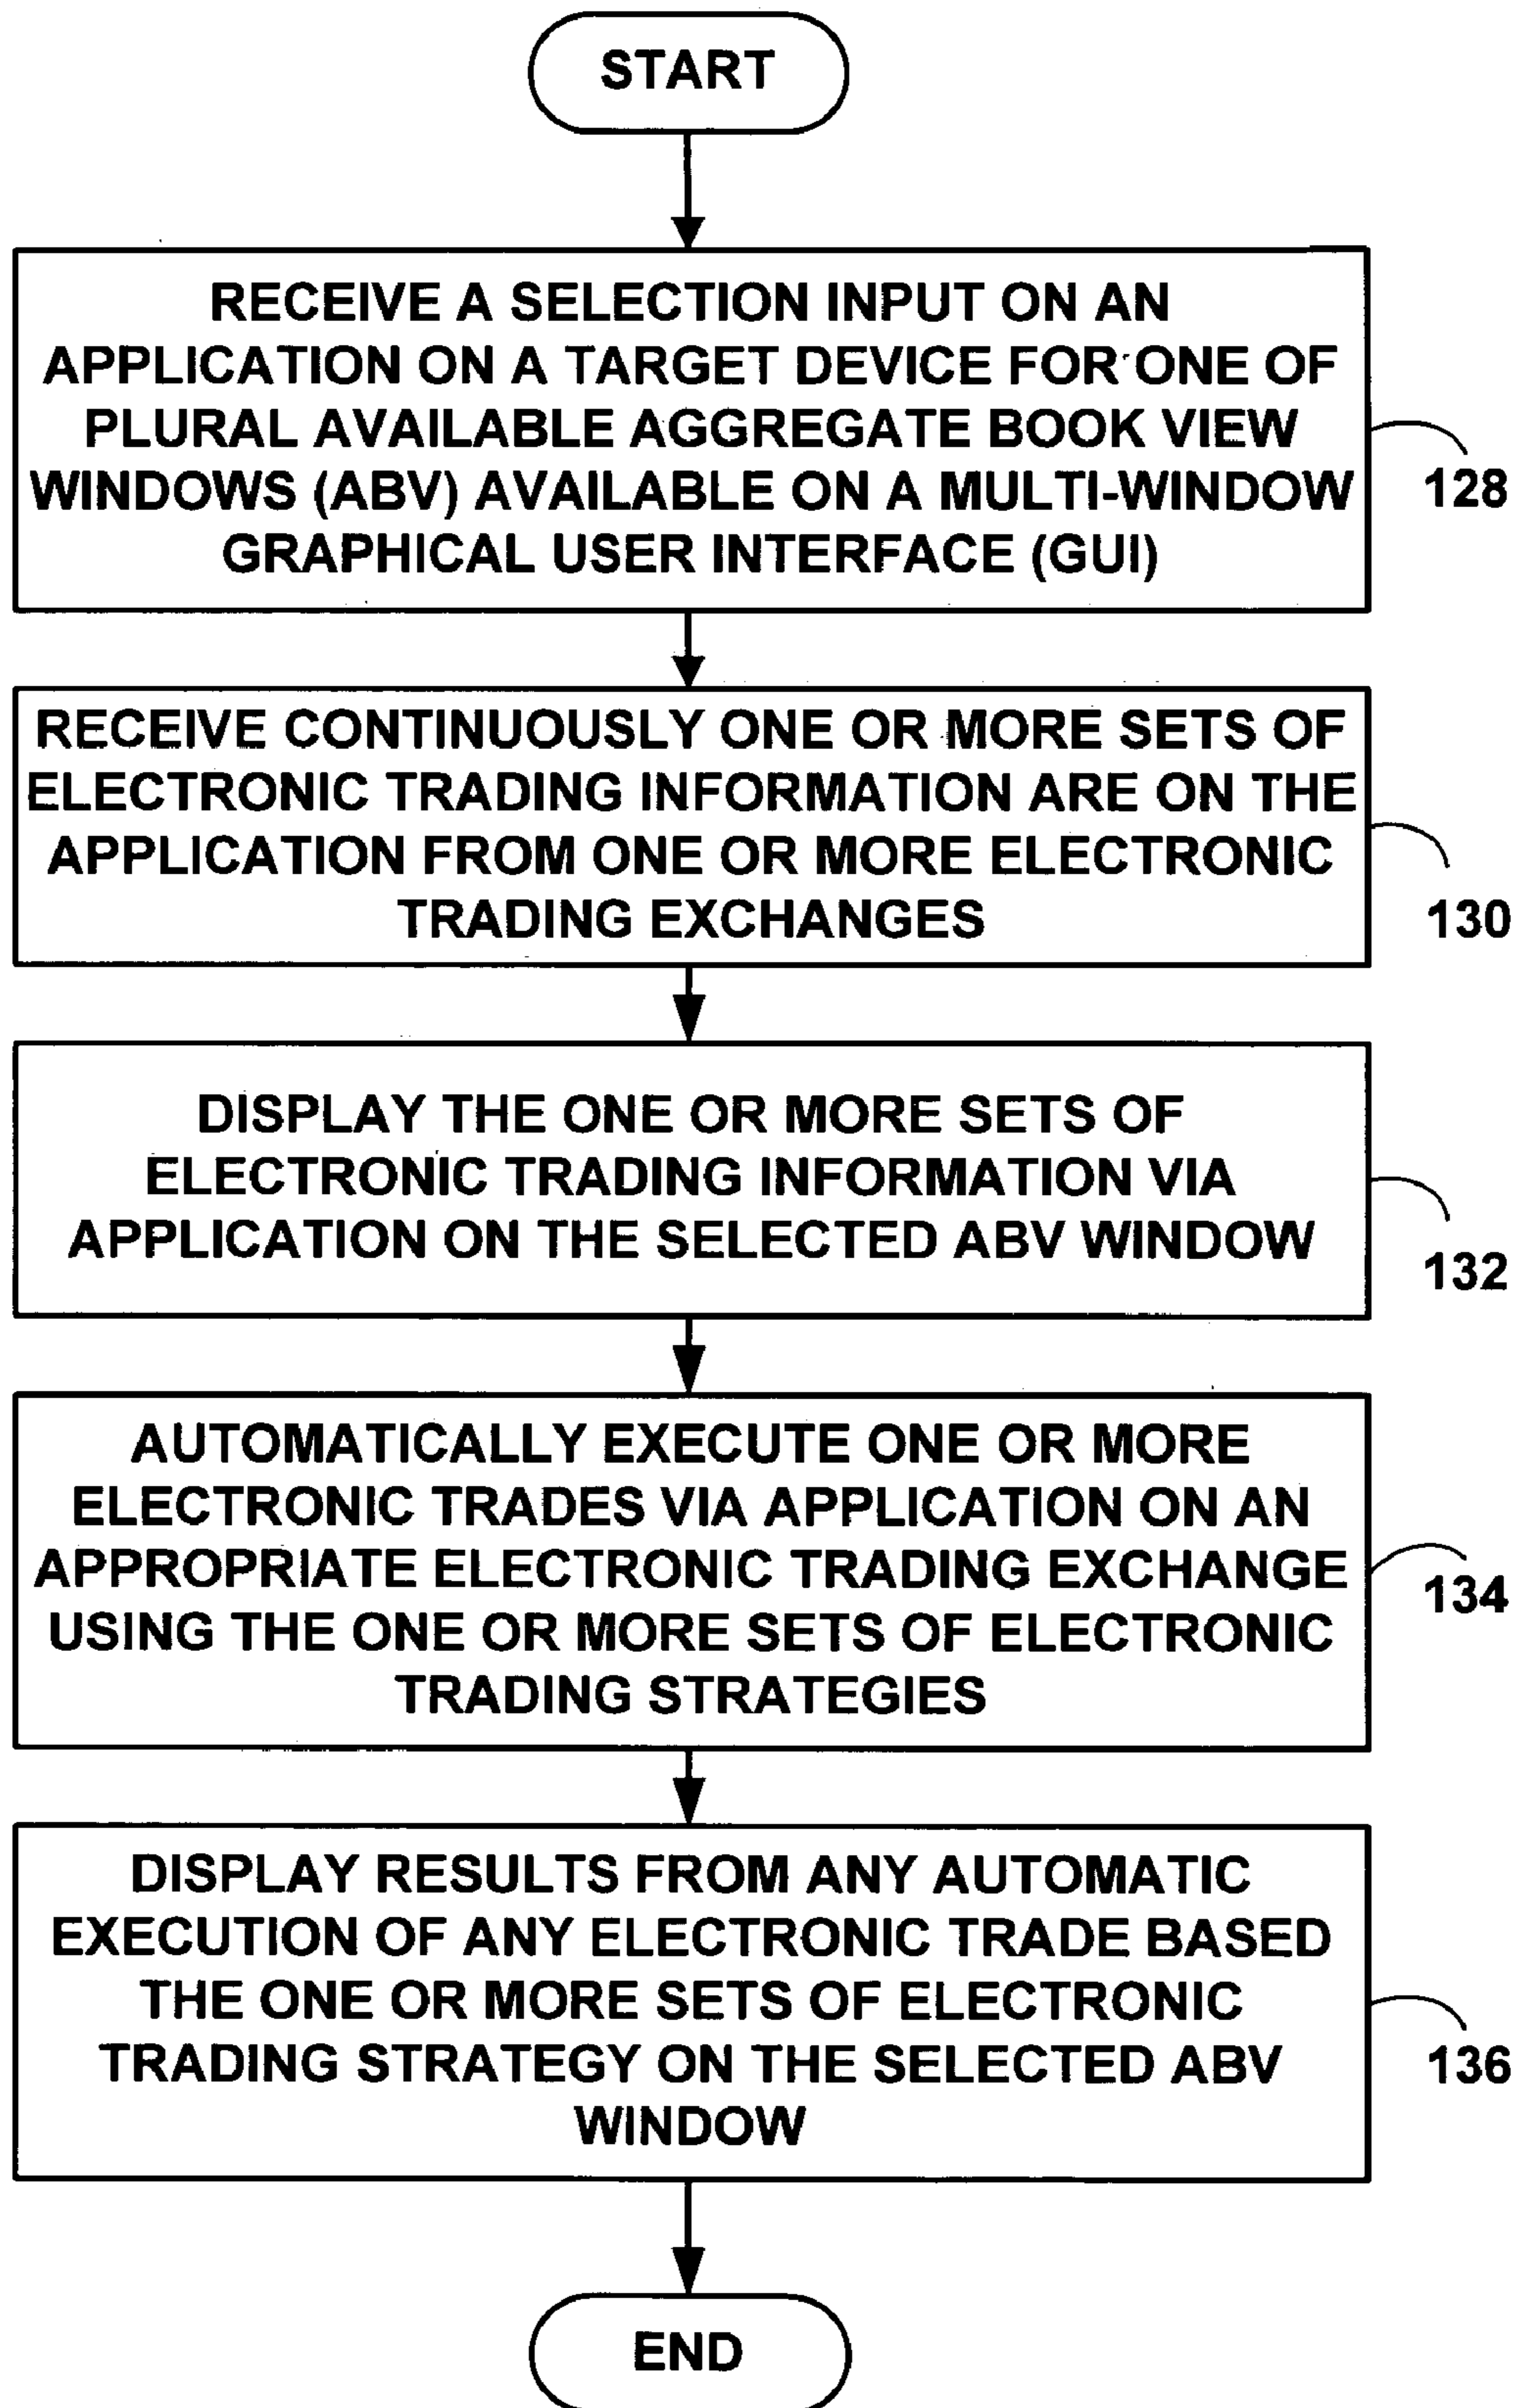 START
RECEIVE A SELECTION INPUT ON AN
APPLICATION ON A TARGET DEVICE FOR ONE OF
PLURAL AVAILABLE AGGREGATE BOOK VIEW
WINDOWS (ABV) AVAILABLE ON A MULTI-WINDOW
GRAPHICAL USER INTERFACE (GUI)
128
RECEIVE CONTINUOUSLY ONE OR MORE SETS OF
ELECTRONIC TRADING INFORMATION ARE ON THE
APPLICATION FROM ONE OR MORE ELECTRONIC
TRADING EXCHANGES
130
DISPLAY THE ONE OR MORE SETS OF
ELECTRONIC TRADING INFORMATION VIA
APPLICATION ON THE SELECTED ABV WINDOW
132
AUTOMATICALLY EXECUTE ONE OR MORE
ELECTRONIC TRADES VIA APPLICATION ON AN
APPROPRIATE ELECTRONIC TRADING EXCHANGE
USING THE ONE OR MORE SETS OF ELECTRONIC
TRADING STRATEGIES
134
DISPLAY RESULTS FROM ANY AUTOMATIC
EXECUTION OF ANY ELECTRONIC TRADE BASED
THE ONE OR MORE SETS OF ELECTRONIC
TRADING STRATEGY ON THE SELECTED ABV
WINDOW
136
END